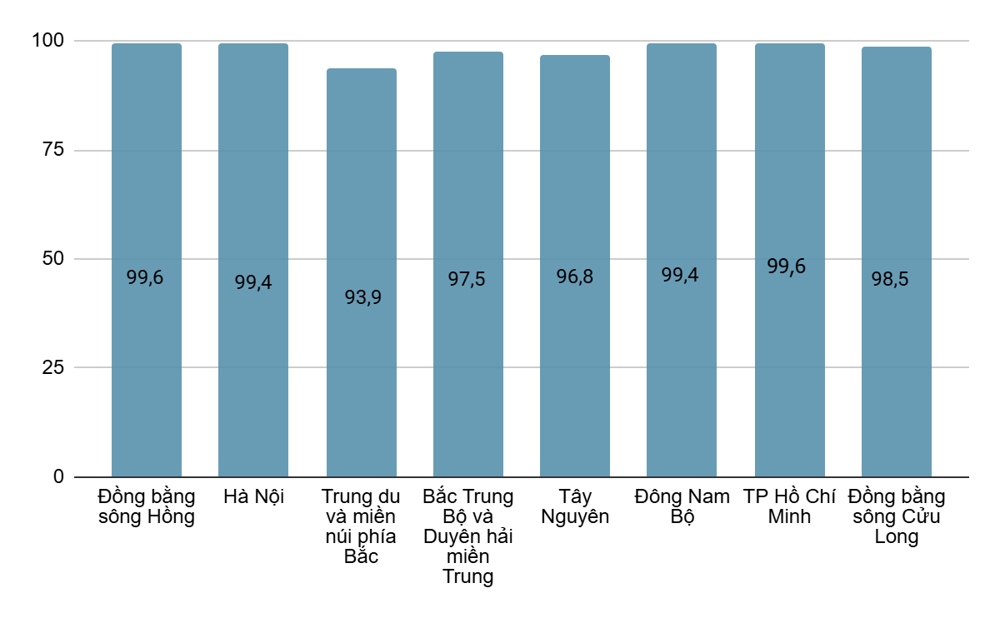 100
75
50
25
0
99,6
99,4
93,9
97,5
96,8
99,4
99,6
98,5
Đồng bằng
sông Hồng
Hà Nội
Trung du
và miền
núi phía
Bắc
Bắc Trung
Bộ và
Duyên hải
miền
Trung
Tây
Nguyên
Đông Nam
Bộ
TP Hồ Chí
Minh
Đồng bằng
sông Cửu
Long